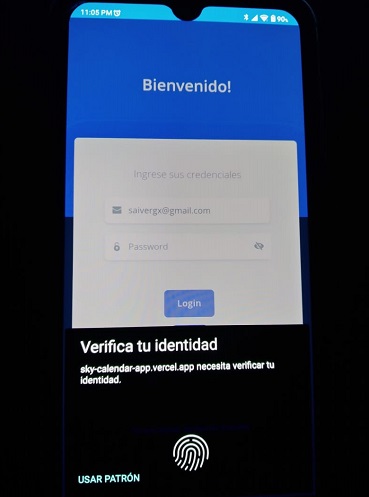 11:05 PM
90%
Bienvenido!
Ingrese sus credenciales
saivergx@gmail.com
Password
Login
Verifica tu identidad
sky-calendar-app.vercel.app necesita verificar tu
identidad.
USAR PATRÓN